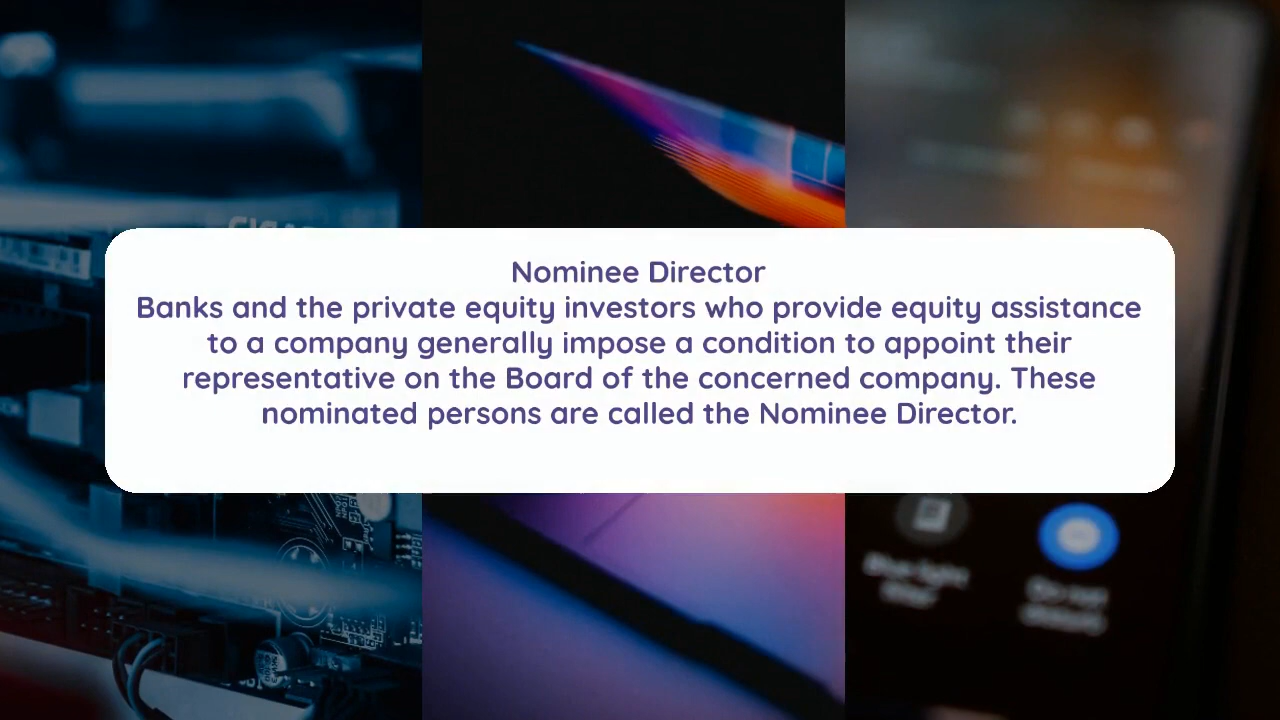 Nominee Director
Banks and the private equity investors who provide equity assistance
to a company generally impose a condition to appoint their
representative on the Board of the concerned company. These
nominated persons are called the Nominee Director.